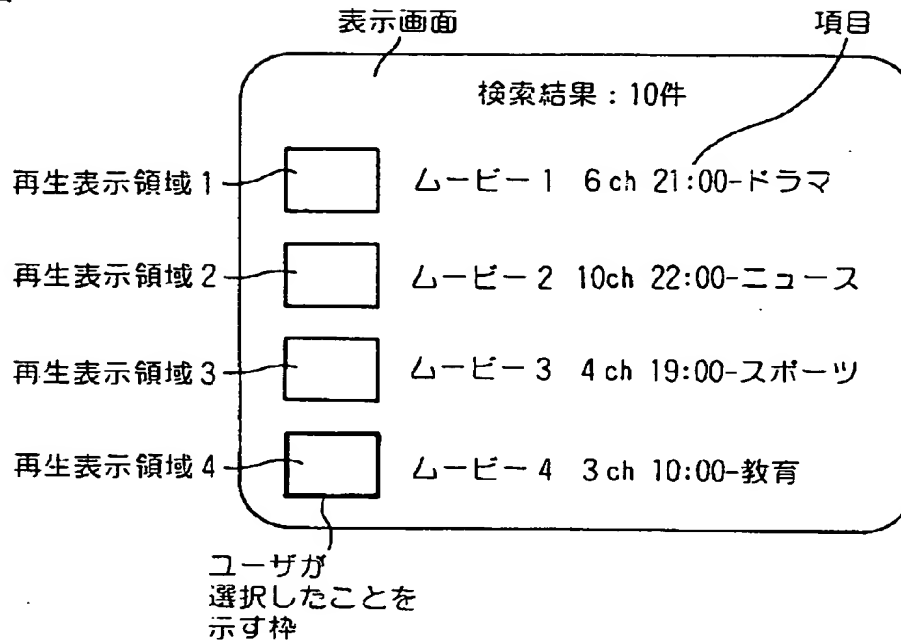 表示画面
項目
検索結果：10件
再生表示領域1
ムービー1 6ch 21:00-ドラマ
再生表示領域2
ムービー2 10ch 22:00-ニュース
再生表示領域3
ムービー3 4ch 19:00-スポーツ
再生表示領域4
ムービー4 3ch 10:00-教育
ユーザが
選択したことを
示す枠